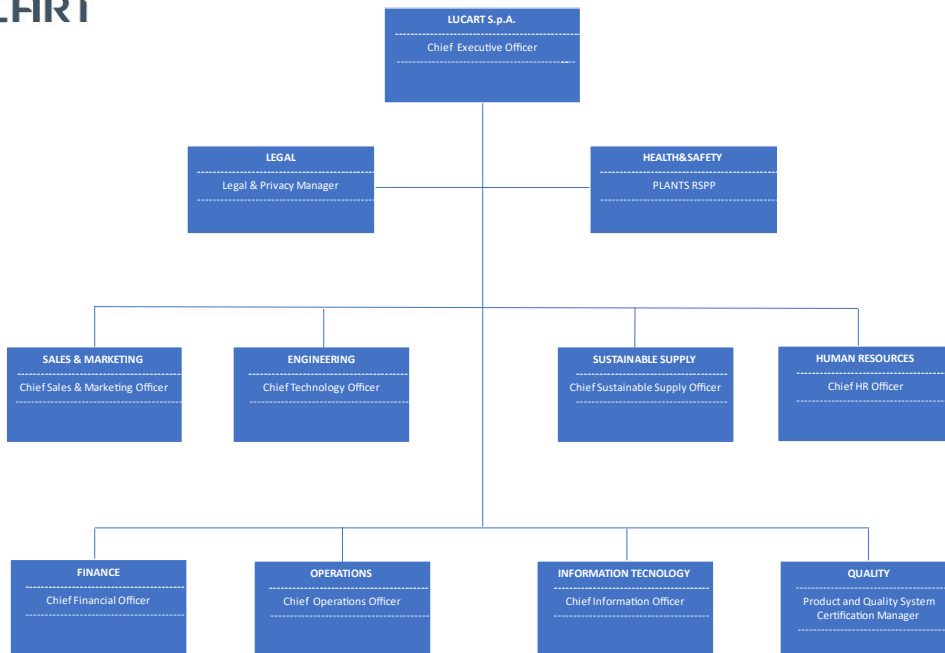 LUCART S.p.A.
Chief Executive Officer
LEGAL
Legal & Privacy Manager
HEALTH&SAFETY
PLANTS RSPP
SALES & MARKETING
Chief Sales & Marketing Officer
ENGINEERING
Chief Technology Officer
SUSTAINABLE SUPPLY
Chief Sustainable Supply Officer
HUMAN RESOURCES
Chief HR Officer
FINANCE
Chief Financial Officer
OPERATIONS
Chief Operations Officer
INFORMATION TECNOLOGY
Chief Information Officer
QUALITY
Product and Quality System
Certification Manager